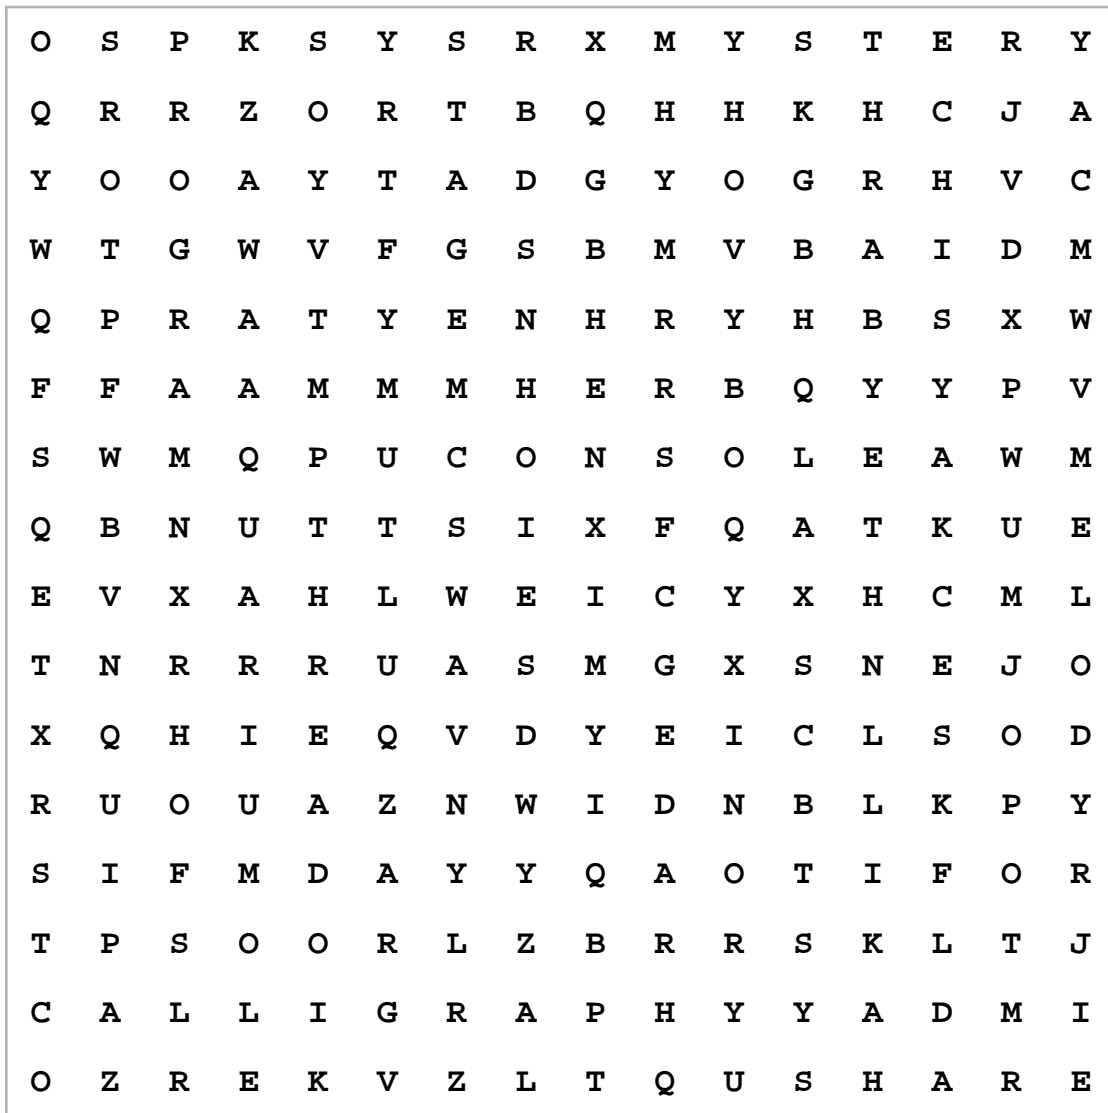 O S P K S Y S R X M Y S T E R Y
Q R R Z O R T B Q H H K H C J A
Y O O A Y T A D G Y O G R H V C
W T G W V F G S B M V B A I D M
Q P R A T Y E N H R Y H B S X W
F F A A M M M H E R B Q Y Y P V
S W M Q P U C O N S O L E A W M
Q B N U T T S I X F Q A T K U E
E V X A H L W E I C Y X H C M L
T N R R R U A S M G X S N E J O
X Q H I E Q V D Y E I C L S O D
R U O U A Z N W I D N B L K P Y
S I F M D A Y Y Q A O T I F O R
T P S O O R L Z B R R S K L T J
C A L L I G R A P H Y Y A D M I
O Z R E K V Z L T Q U S H A R E